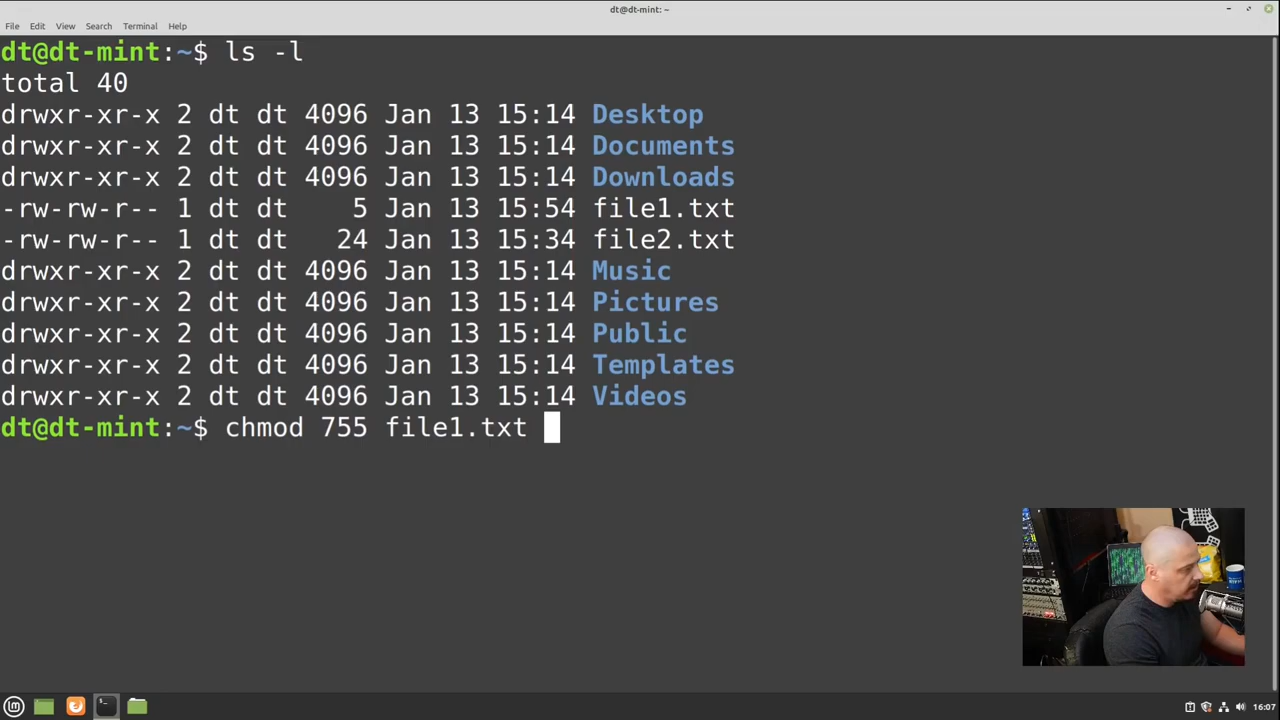 dt@dt-mint: ~
File Edit View Search Terminal Help
dt@dt-mint:~$ ls -l
total 40
drwxr-xr-x 2 dt dt 4096 Jan 13 15:14 Desktop
drwxr-xr-x 2 dt dt 4096 Jan 13 15:14 Documents
drwxr-xr-x 2 dt dt 4096 Jan 13 15:14 Downloads
-rw-rw-r-- 1 dt dt    5 Jan 13 15:54 file1.txt
-rw-rw-r-- 1 dt dt   24 Jan 13 15:34 file2.txt
drwxr-xr-x 2 dt dt 4096 Jan 13 15:14 Music
drwxr-xr-x 2 dt dt 4096 Jan 13 15:14 Pictures
drwxr-xr-x 2 dt dt 4096 Jan 13 15:14 Public
drwxr-xr-x 2 dt dt 4096 Jan 13 15:14 Templates
drwxr-xr-x 2 dt dt 4096 Jan 13 15:14 Videos
dt@dt-mint:~$ chmod 755 file1.txt
16:07